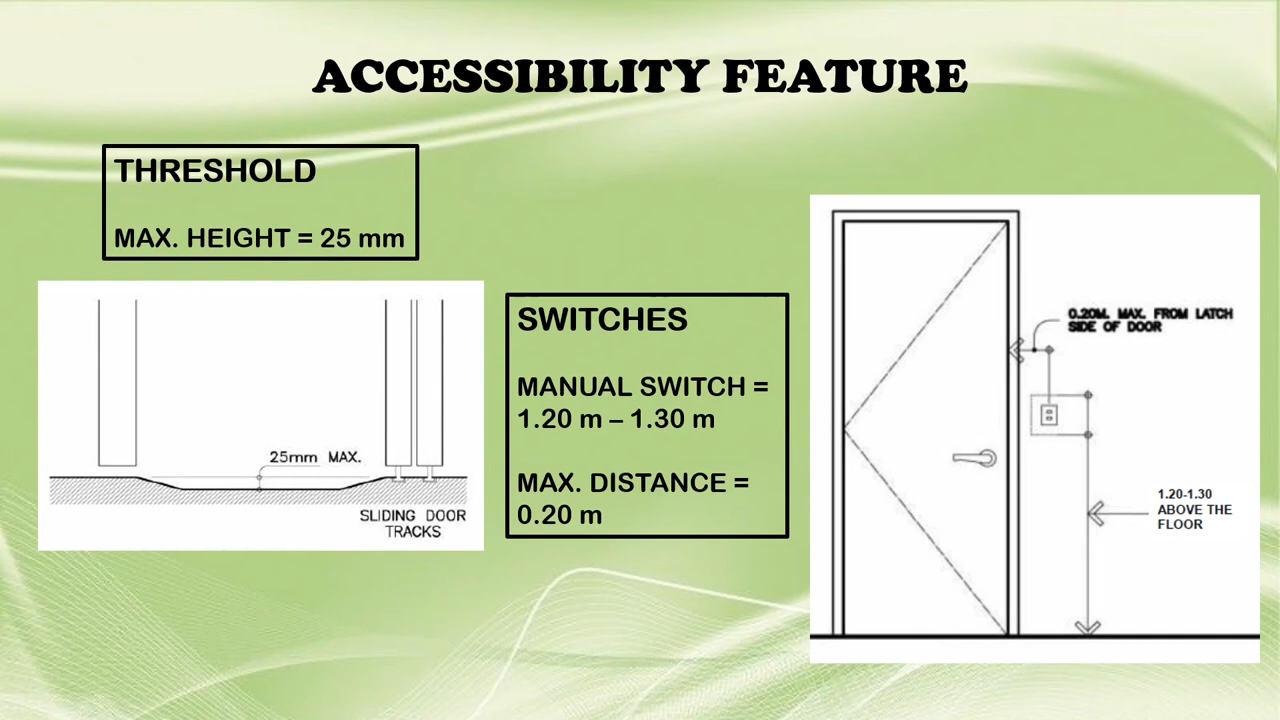 ACCESSIBILITY FEATURE
THRESHOLD
MAX. HEIGHT = 25 mm
25mm MAX.
SLIDING DOOR
TRACKS
SWITCHES
MANUAL SWITCH =
1.20 m – 1.30 m
MAX. DISTANCE =
0.20 m
0.20M. MAX. FROM LATCH
SIDE OF DOOR
1.20-1.30
ABOVE THE
FLOOR